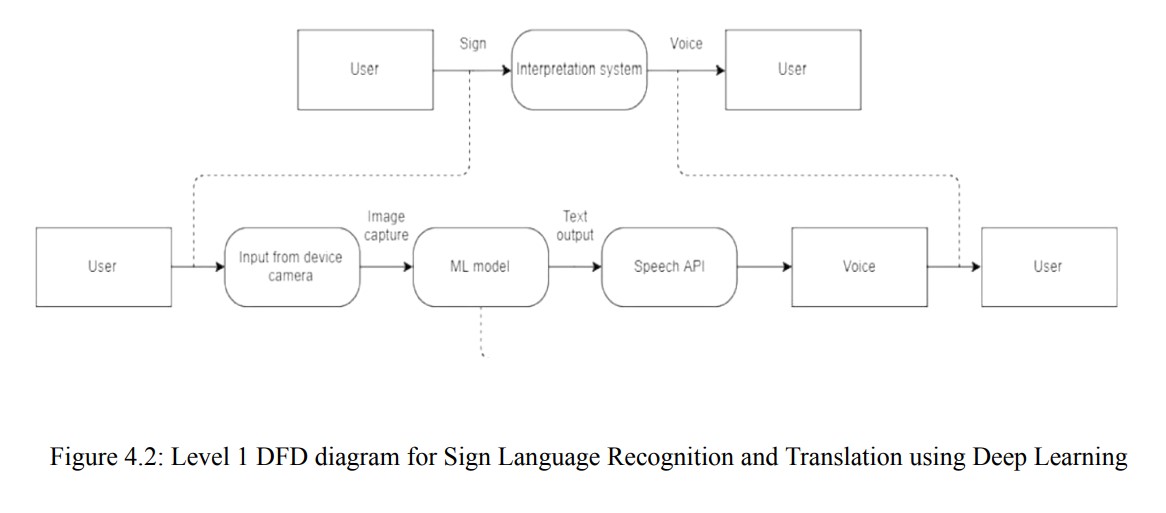 Sign
Voice
User
Interpretation system
User
Image
capture
Text
output
User
Input from device
camera
ML model
Speech API
Voice
User
Figure 4.2: Level 1 DFD diagram for Sign Language Recognition and Translation using Deep Learning